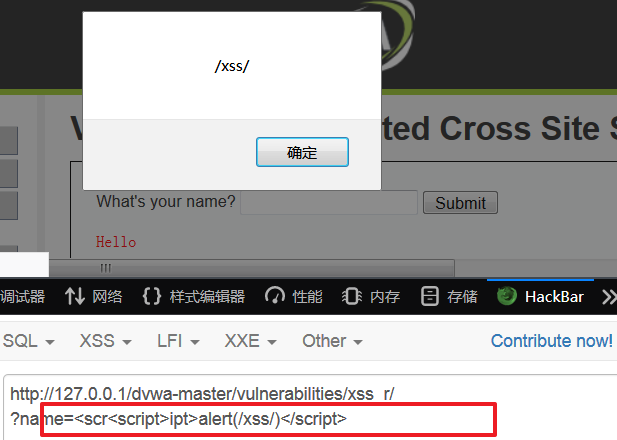 /xss/
确定
V
ted Cross Site S
What's your name?
Submit
Hello
调试器
网络
样式编辑器
性能
内存
存储
HackBar
SQL
XSS
LFI
XXE
Other
Contribute now!
http://127.0.0.1/dvwa-master/vulnerabilities/xss_r/
?name=<scr<script>ipt>alert(/xss/)</script>